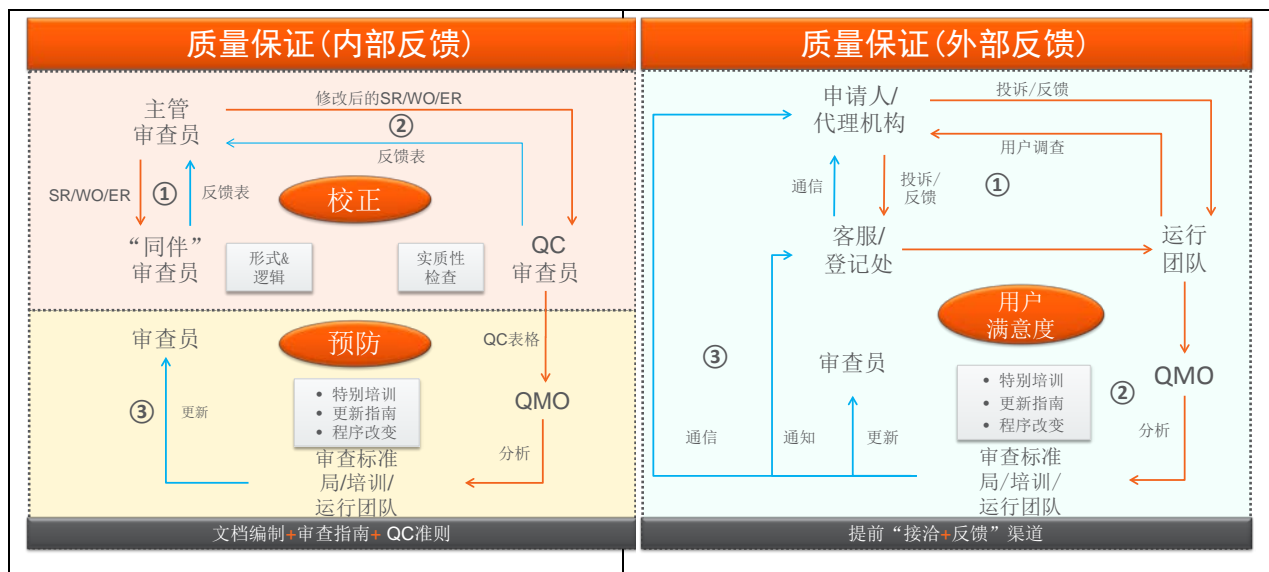 质量保证(内部反馈)
修改后的SR/WO/ER
主管
审查员
②
反馈表
SR/WO/ER
①
反馈表
校正
“同伴”
审查员
形式&
逻辑
实质性
检查
QC
审查员
审查员
预防
QC表格
• 特别培训
• 更新指南
• 程序改变
QMO
③
更新
分析
审查标准
局/培训/
运行团队
文档编制+审查指南+ QC准则
质量保证(外部反馈)
申请人/
代理机构
投诉/反馈
用户调查
通信
投诉/
反馈
①
客服/
登记处
运行
团队
用户
满意度
③
审查员
• 特别培训
• 更新指南
• 程序改变
②
QMO
通信
通知
更新
分析
审查标准
局/培训/
运行团队
提前“接洽+反馈”渠道